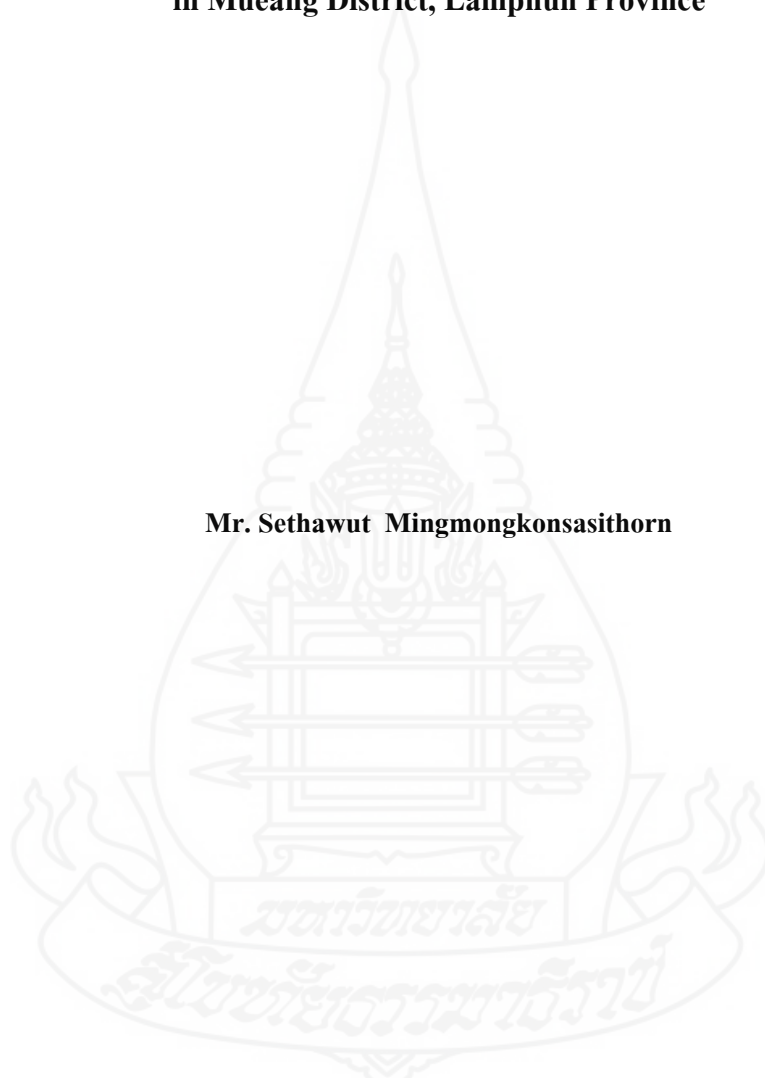 in Mueang District, Lamphun Province
Mr. Sethawut Mingmongkonsasithorn
มหาวิทยาลัย
สุโขทัยธรรมาธิราช